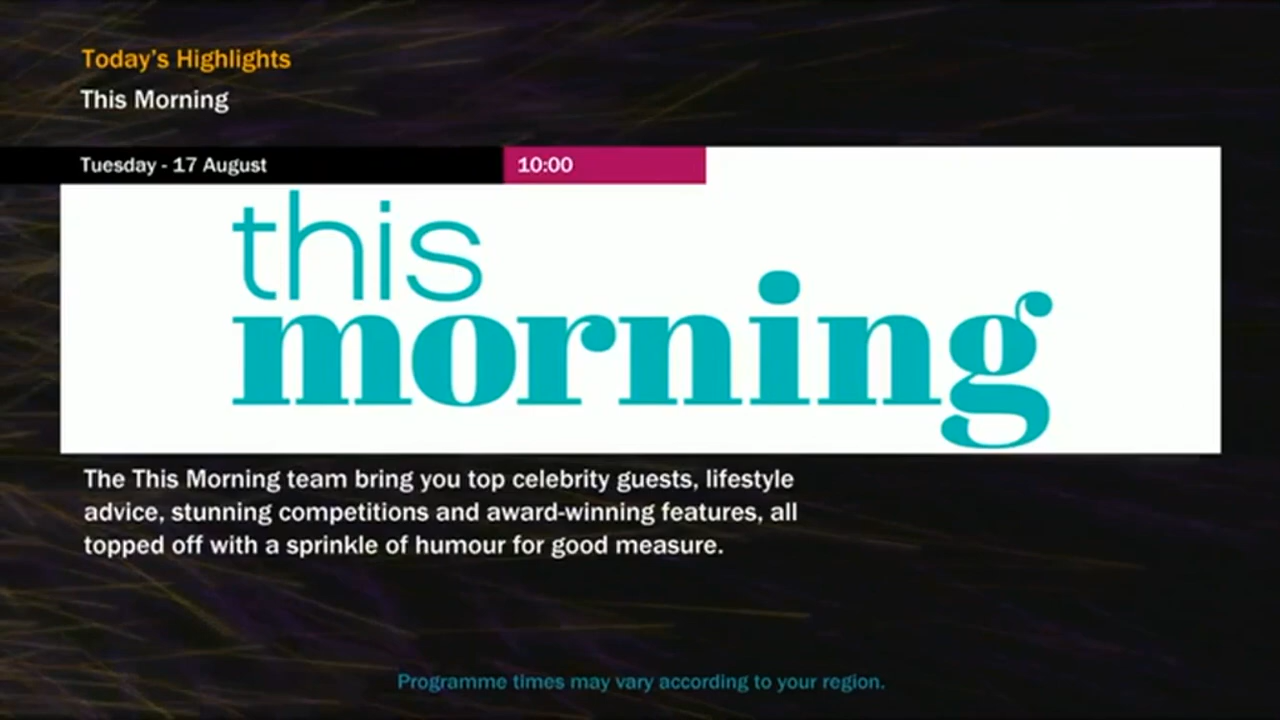 Today's Highlights
This Morning
Tuesday - 17 August
10:00
this
morning
The This Morning team bring you top celebrity guests, lifestyle
advice, stunning competitions and award-winning features, all
topped off with a sprinkle of humour for good measure.
Programme times may vary according to your region.